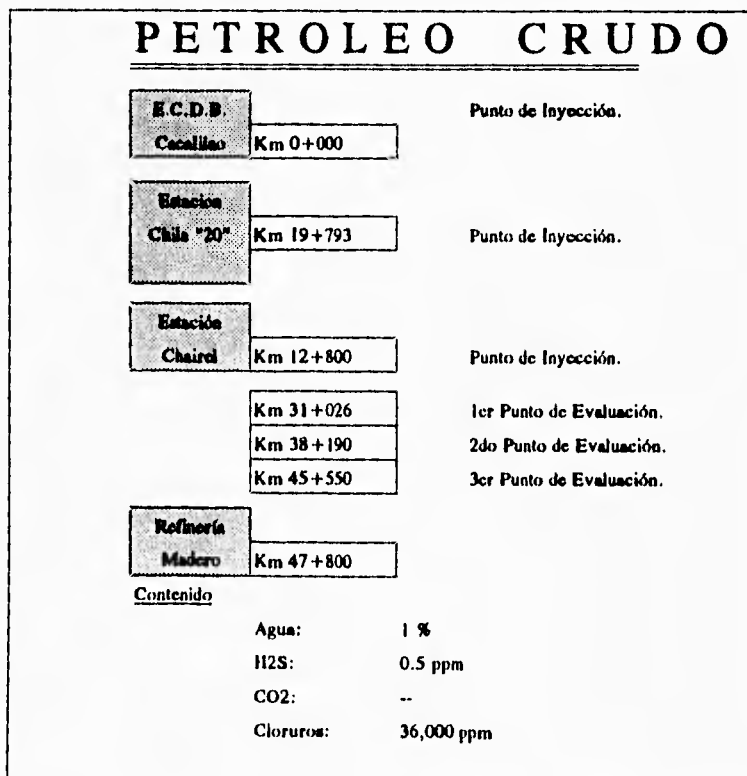 PETROLEO CRUDO
E.C.D.B. Punto de Inyección.
Cacalilao Km 0+000
Estacion
Chila "20" Km 19+793 Punto de Inyección.
Estación
Chairel Km 12+800 Punto de Inyección.
Km 31+026 1er Punto de Evaluación.
Km 38+190 2do Punto de Evaluación.
Km 45+550 3er Punto de Evaluación.
Refinería
Madero Km 47+800
Contenido
Agua: 1 %
H2S: 0.5 ppm
CO2: --
Cloruros: 36,000 ppm